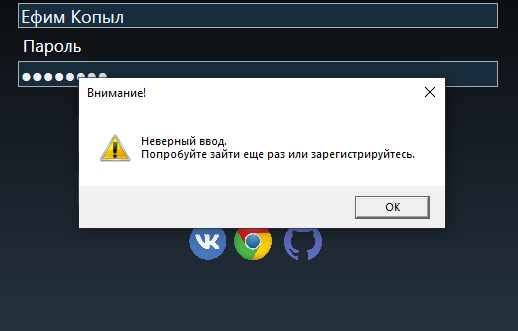 Ефим Копыл
Пароль
●●●●●●●●
Внимание!
Неверный ввод.
Попробуйте зайти еще раз или зарегистрируйтесь.
OK